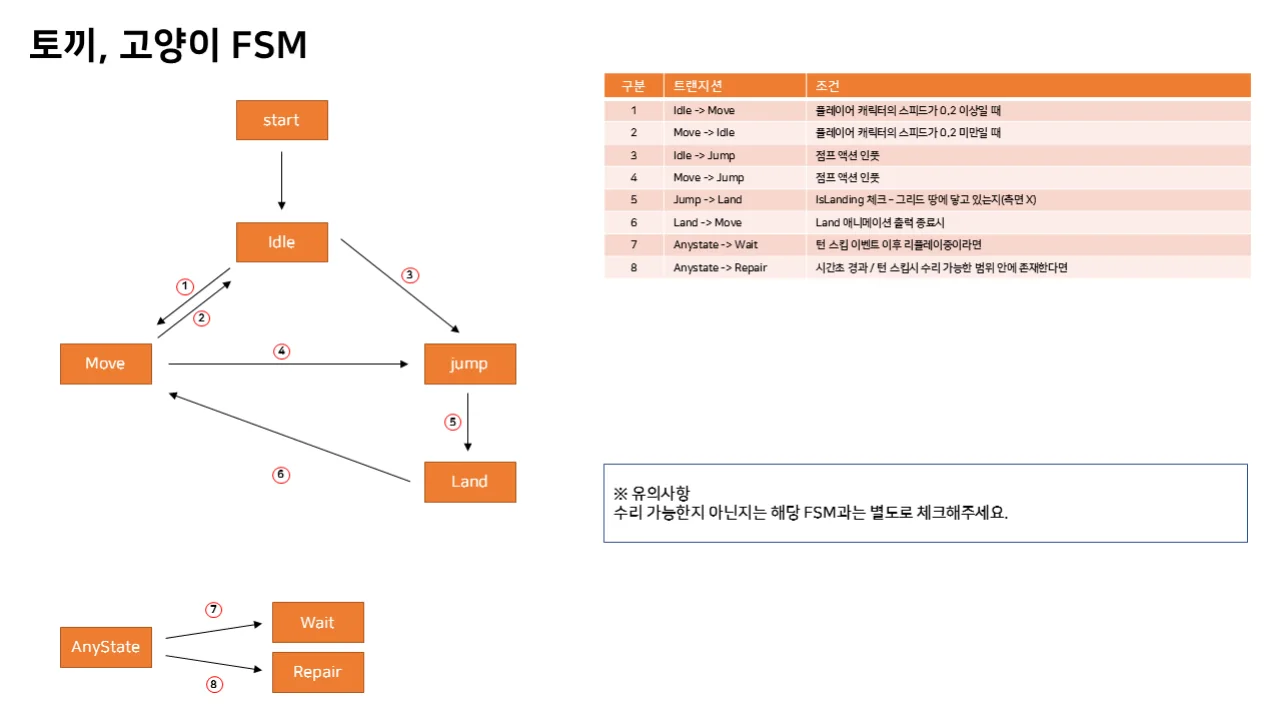 토끼, 고양이 FSM
start
Idle
①
②
③
Move
④
jump
⑤
⑥
Land
AnyState
⑦
Wait
Repair
⑧
구분 트랜지션 조건
1 Idle -> Move 플레이어 캐릭터의 스피드가 0.2 이상일 때
2 Move -> Idle 플레이어 캐릭터의 스피드가 0.2 미만일 때
3 Idle -> Jump 점프 액션 인풋
4 Move -> Jump 점프 액션 인풋
5 Jump -> Land IsLanding 체크 – 그리드 땅에 닿고 있는지(측면 X)
6 Land -> Move Land 애니메이션 출력 종료시
7 Anystate -> Wait 턴 스킵 이벤트 이후 리플레이중이라면
8 Anystate -> Repair 시간초 경과 / 턴 스킵시 수리 가능한 범위 안에 존재한다면
※ 유의사항
수리 가능한지 아닌지는 해당 FSM과는 별도로 체크해주세요.